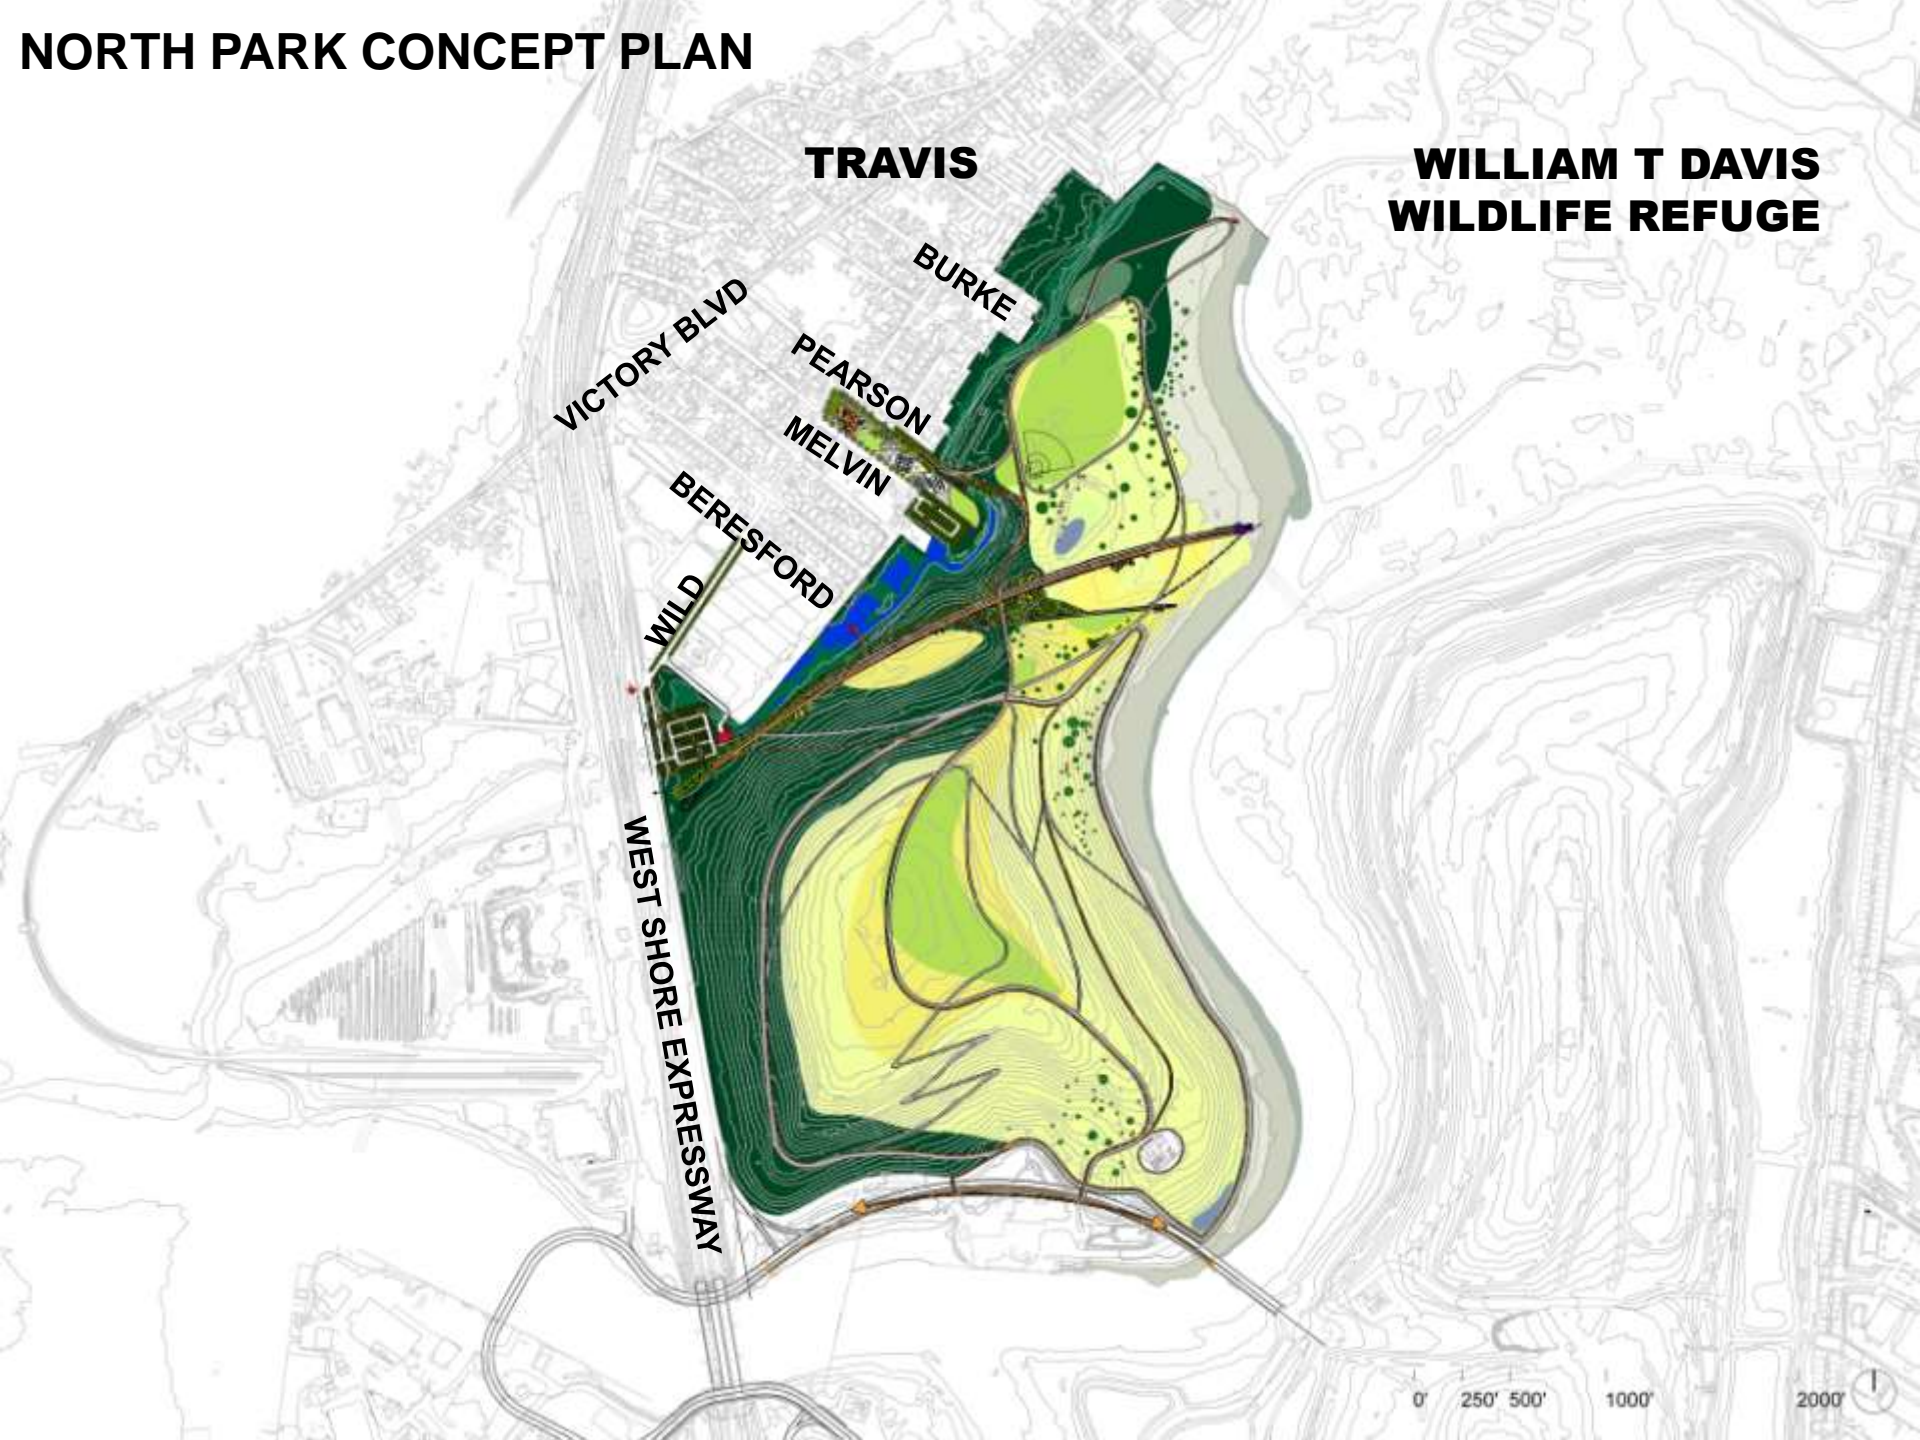 NORTH PARK CONCEPT PLAN
TRAVIS
WILLIAM T DAVIS
WILDLIFE REFUGE
BURKE
VICTORY BLVD
PEARSON
MELVIN
BERESFORD
WILD
WEST SHORE EXPRESSWAY
0' 250' 500' 1000' 2000'